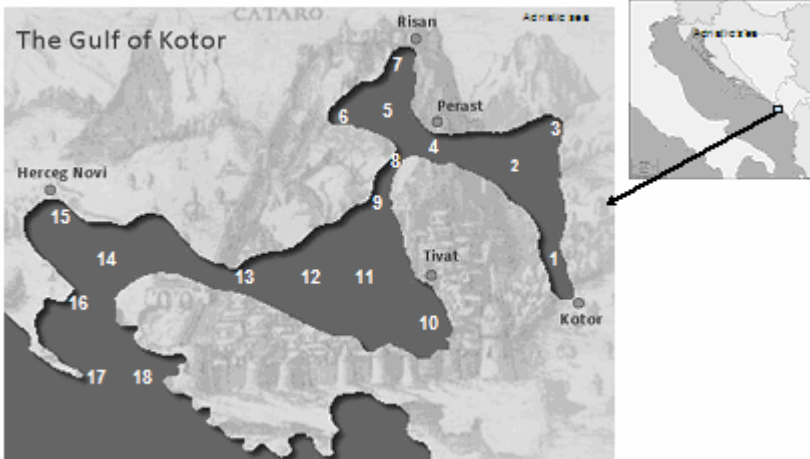 CATARO
Risan
Adriatic sea
The Gulf of Kotor
Adriatic sea
7
5
6
Perast
3
4
2
8
Herceg Novi
9
15
14
Tivat
1
13
12
11
16
Kotor
10
17
18